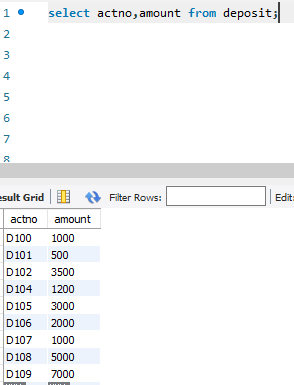 1 select actno,amount from deposit;
2
3
4
5
6
7
8
esult Grid Filter Rows: Edit:
actno amount
D100 1000
D101 500
D102 3500
D104 1200
D105 3000
D106 2000
D107 1000
D108 5000
D109 7000